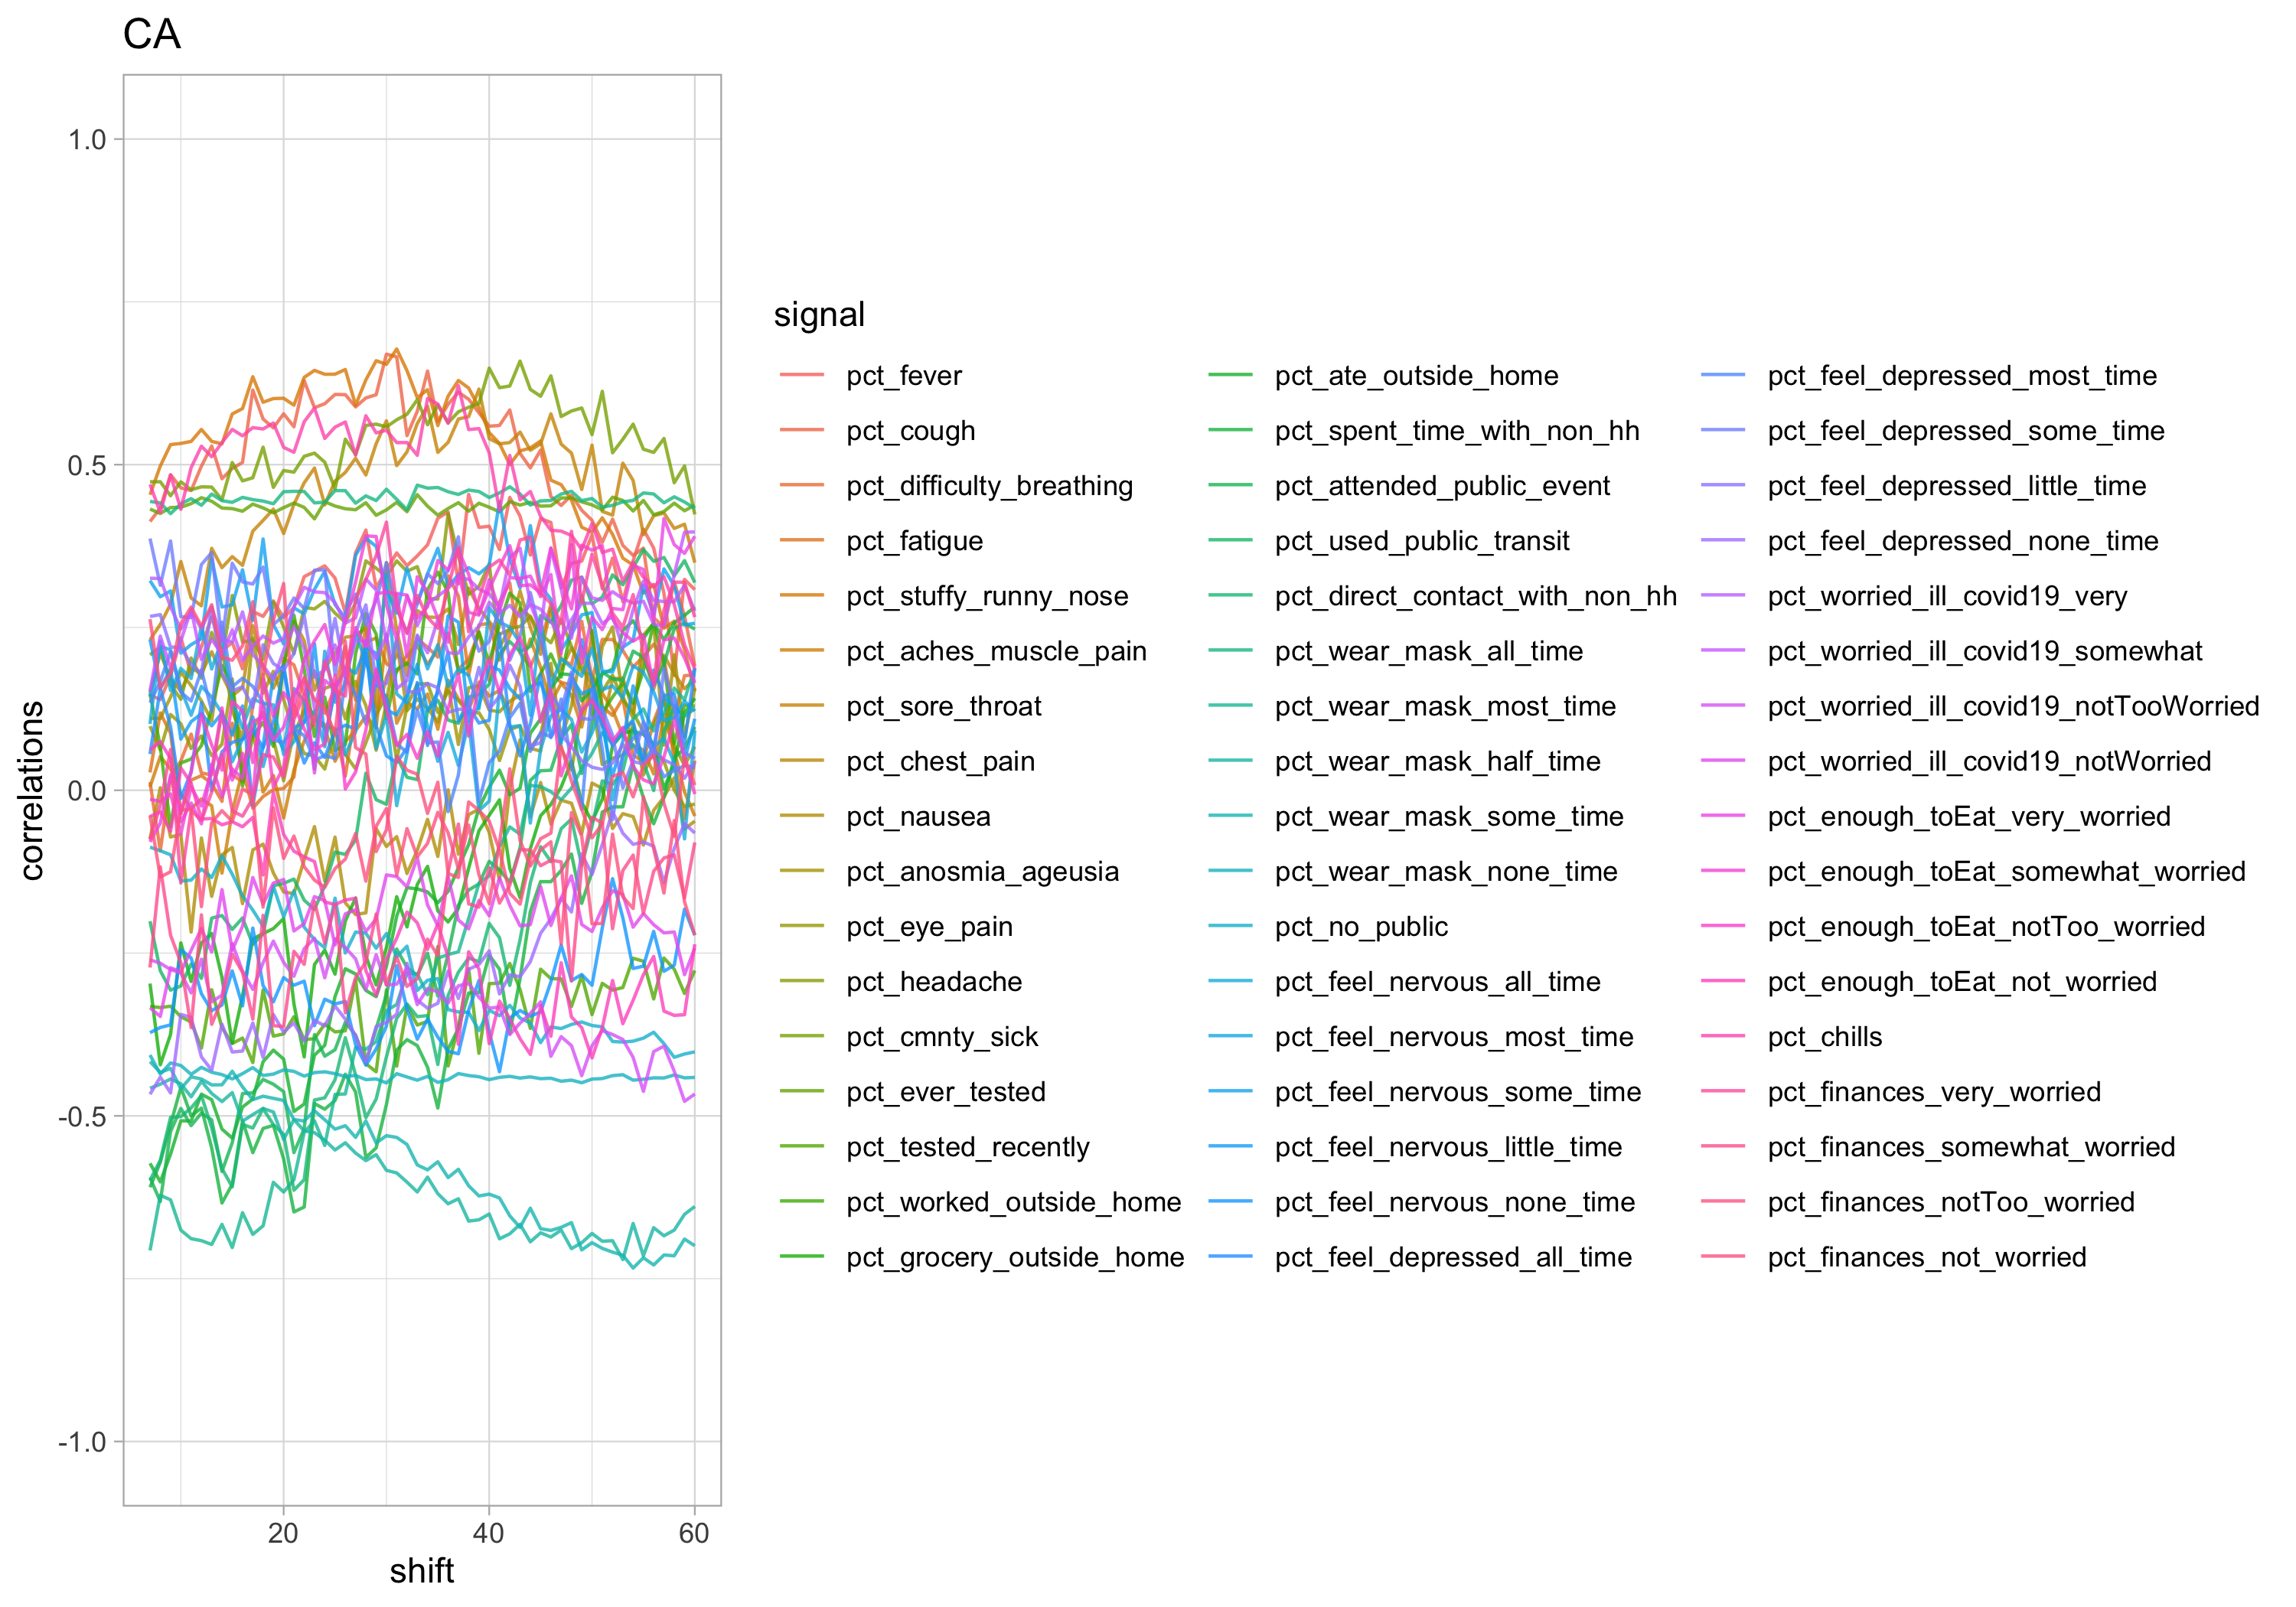 CA
correlations
1.0
0.5
0.0
-0.5
-1.0
20 40 60
shift
signal
pct_fever
pct_cough
pct_difficulty_breathing
pct_fatigue
pct_stuffy_runny_nose
pct_aches_muscle_pain
pct_sore_throat
pct_chest_pain
pct_nausea
pct_anosmia_ageusia
pct_eye_pain
pct_headache
pct_cmnty_sick
pct_ever_tested
pct_tested_recently
pct_worked_outside_home
pct_grocery_outside_home
pct_ate_outside_home
pct_spent_time_with_non_hh
pct_attended_public_event
pct_used_public_transit
pct_direct_contact_with_non_hh
pct_wear_mask_all_time
pct_wear_mask_most_time
pct_wear_mask_half_time
pct_wear_mask_some_time
pct_wear_mask_none_time
pct_no_public
pct_feel_nervous_all_time
pct_feel_nervous_most_time
pct_feel_nervous_some_time
pct_feel_nervous_little_time
pct_feel_nervous_none_time
pct_feel_depressed_all_time
pct_feel_depressed_most_time
pct_feel_depressed_some_time
pct_feel_depressed_little_time
pct_feel_depressed_none_time
pct_worried_ill_covid19_very
pct_worried_ill_covid19_somewhat
pct_worried_ill_covid19_notTooWorried
pct_worried_ill_covid19_notWorried
pct_enough_toEat_very_worried
pct_enough_toEat_somewhat_worried
pct_enough_toEat_notToo_worried
pct_enough_toEat_not_worried
pct_chills
pct_finances_very_worried
pct_finances_somewhat_worried
pct_finances_notToo_worried
pct_finances_not_worried